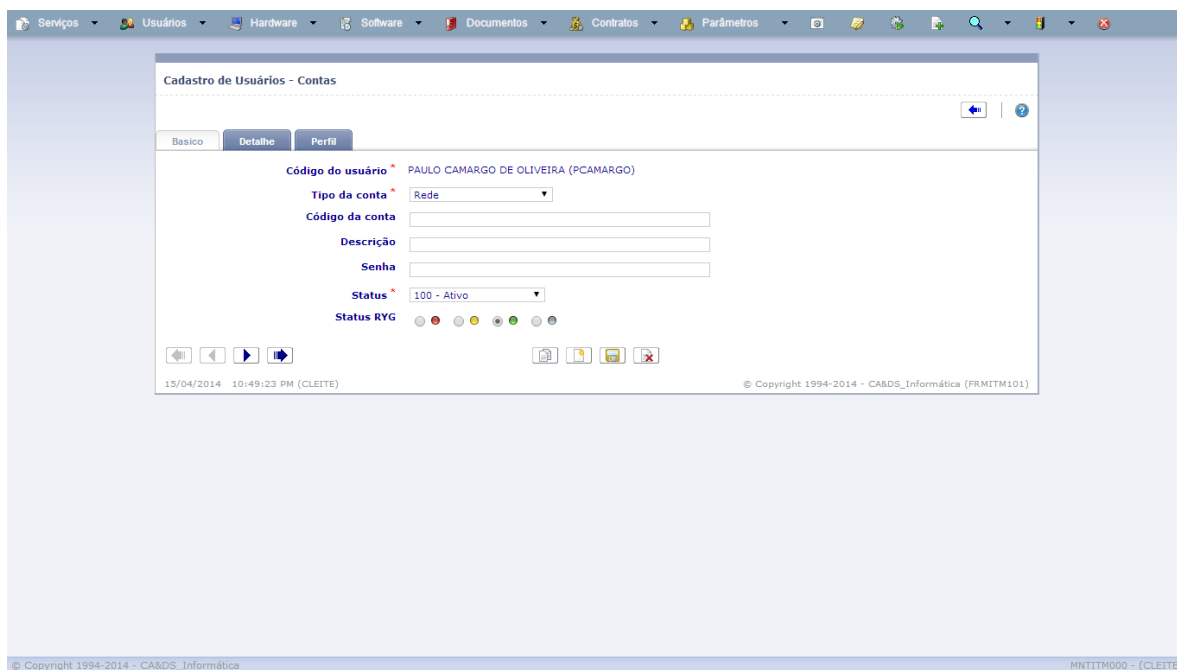 Serviços Usuários Hardware Software Documentos Contratos Parâmetros
Cadastro de Usuários - Contas
Basico Detalhe Perfil
Código do usuário * PAULO CAMARGO DE OLIVEIRA (PCAMARGO)
Tipo da conta * Rede
Código da conta
Descrição
Senha
Status * 100 - Ativo
Status RYG
15/04/2014 10:49:23 PM (CLEITE) © Copyright 1994-2014 - CA&DS_Informática (FRMITM101)
© Copyright 1994-2014 - CA&DS_Informática MNTITM000 - (CLEITE